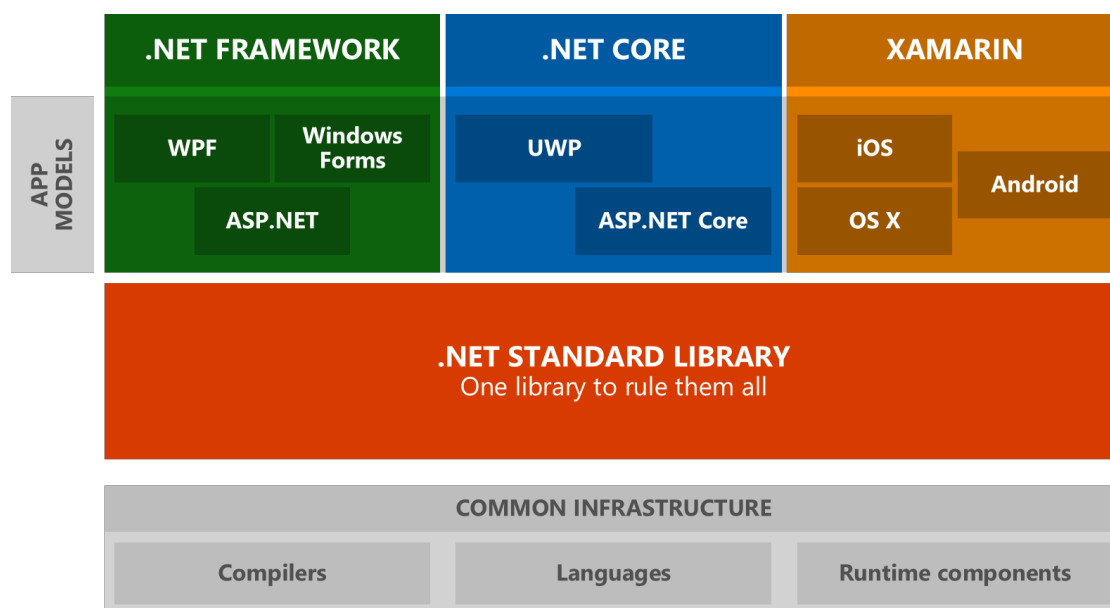 .NET FRAMEWORK
.NET CORE
XAMARIN
APP
MODELS
WPF
Windows
Forms
ASP.NET
UWP
ASP.NET Core
iOS
Android
OS X
.NET STANDARD LIBRARY
One library to rule them all
COMMON INFRASTRUCTURE
Compilers
Languages
Runtime components